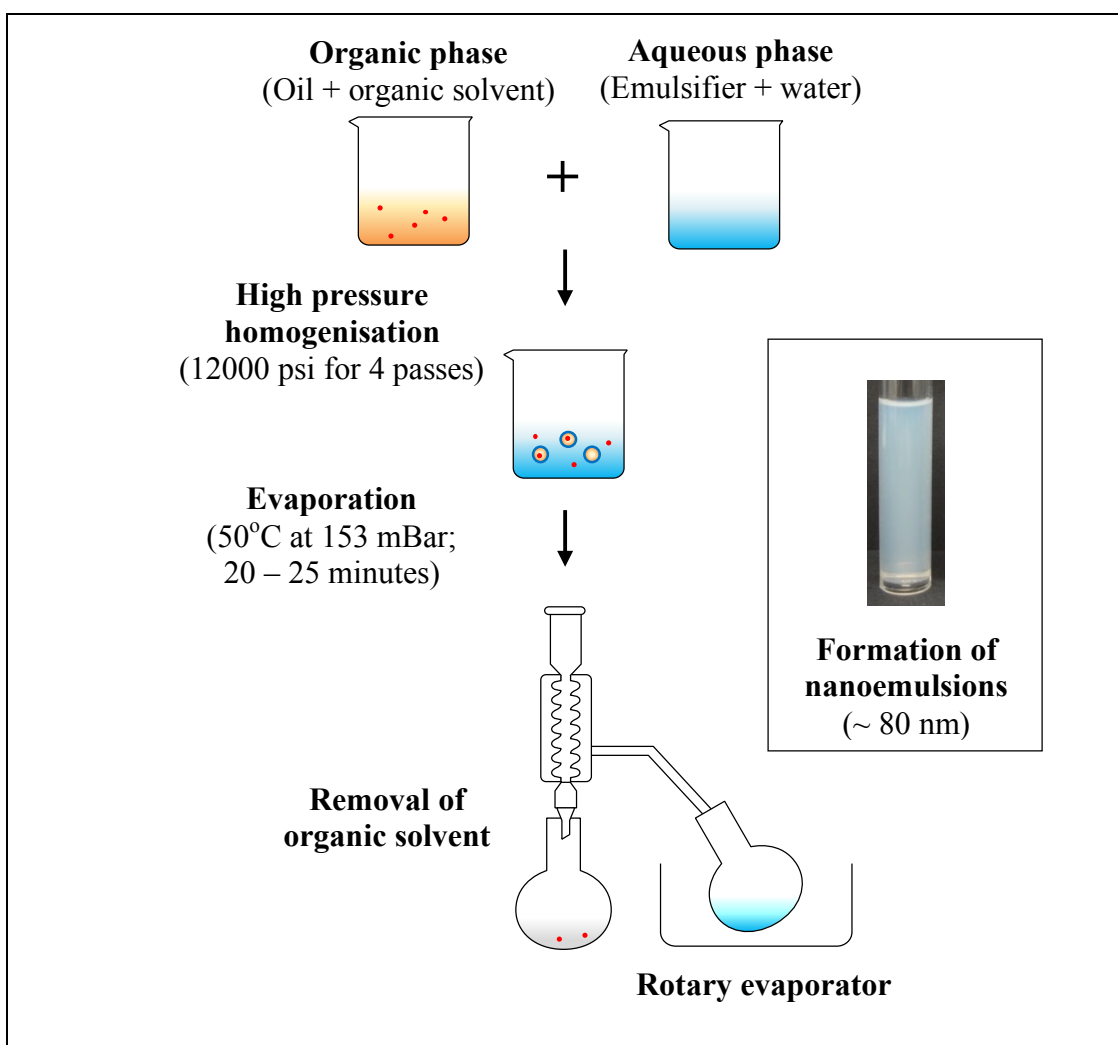 Organic phase
(Oil + organic solvent)
Aqueous phase
(Emulsifier + water)
+
High pressure
homogenisation
(12000 psi for 4 passes)
Evaporation
(50°C at 153 mBar;
20 – 25 minutes)
Formation of
nanoemulsions
(~ 80 nm)
Removal of
organic solvent
Rotary evaporator